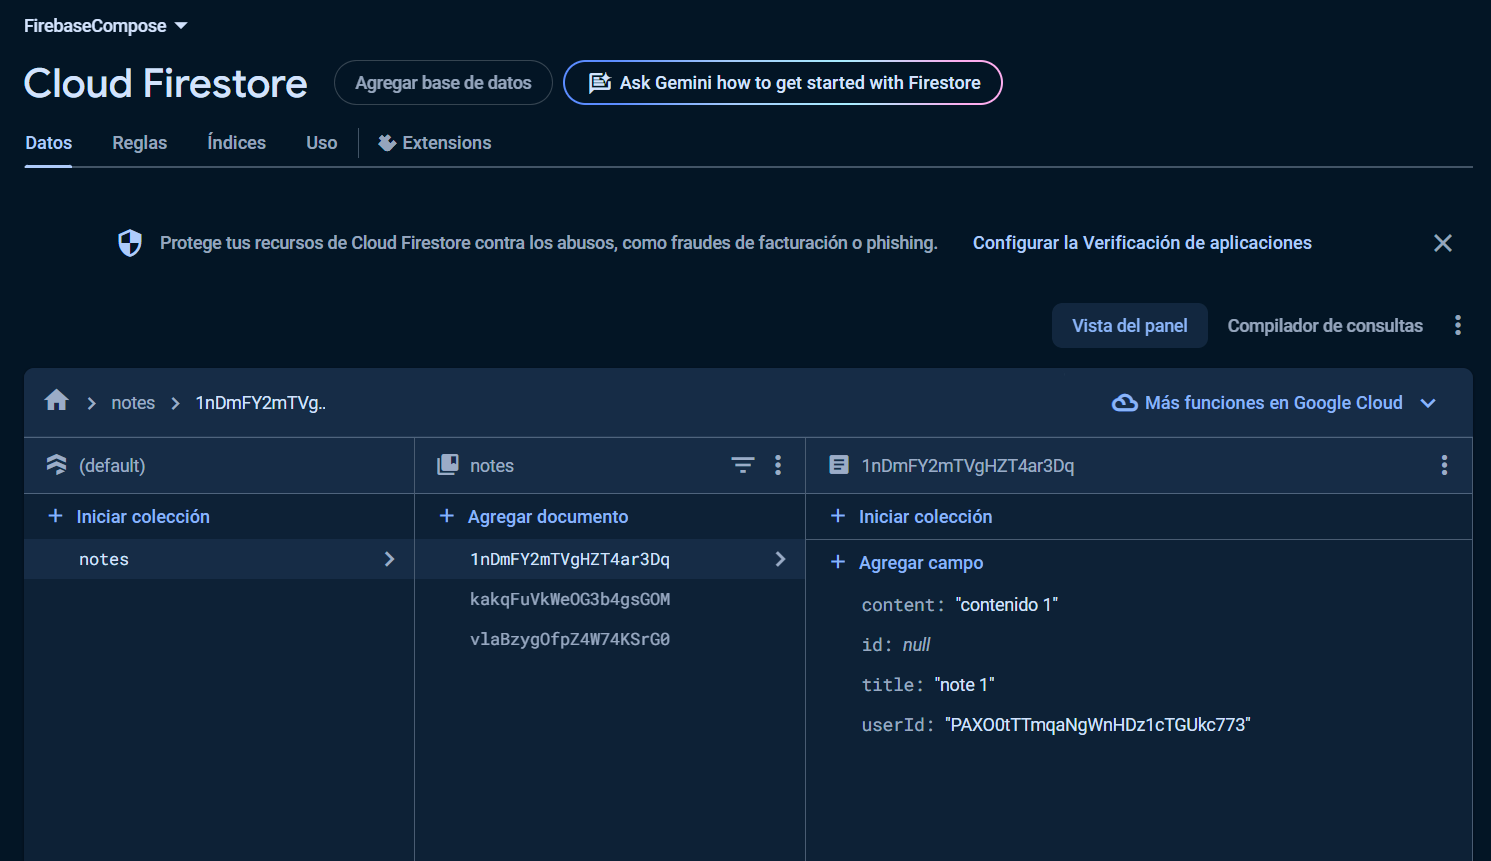 FirebaseCompose
Cloud Firestore
Agregar base de datos
Ask Gemini how to get started with Firestore
Datos
Reglas
Índices
Uso
Extensions
Protege tus recursos de Cloud Firestore contra los abusos, como fraudes de facturación o phishing.
Configurar la Verificación de aplicaciones
Vista del panel
Compilador de consultas
notes
1nDmFY2mTVg..
Más funciones en Google Cloud
(default)
+ Iniciar colección
notes
notes
+ Agregar documento
1nDmFY2mTVgHZT4ar3Dq
kakqFuVkWeOG3b4gsGOM
vlaBzygOfpZ4W74KSrG0
1nDmFY2mTVgHZT4ar3Dq
+ Iniciar colección
+ Agregar campo
content: "contenido 1"
id: null
title: "note 1"
userId: "PAXO0tTTmqaNgWnHDz1cTGUkc773"